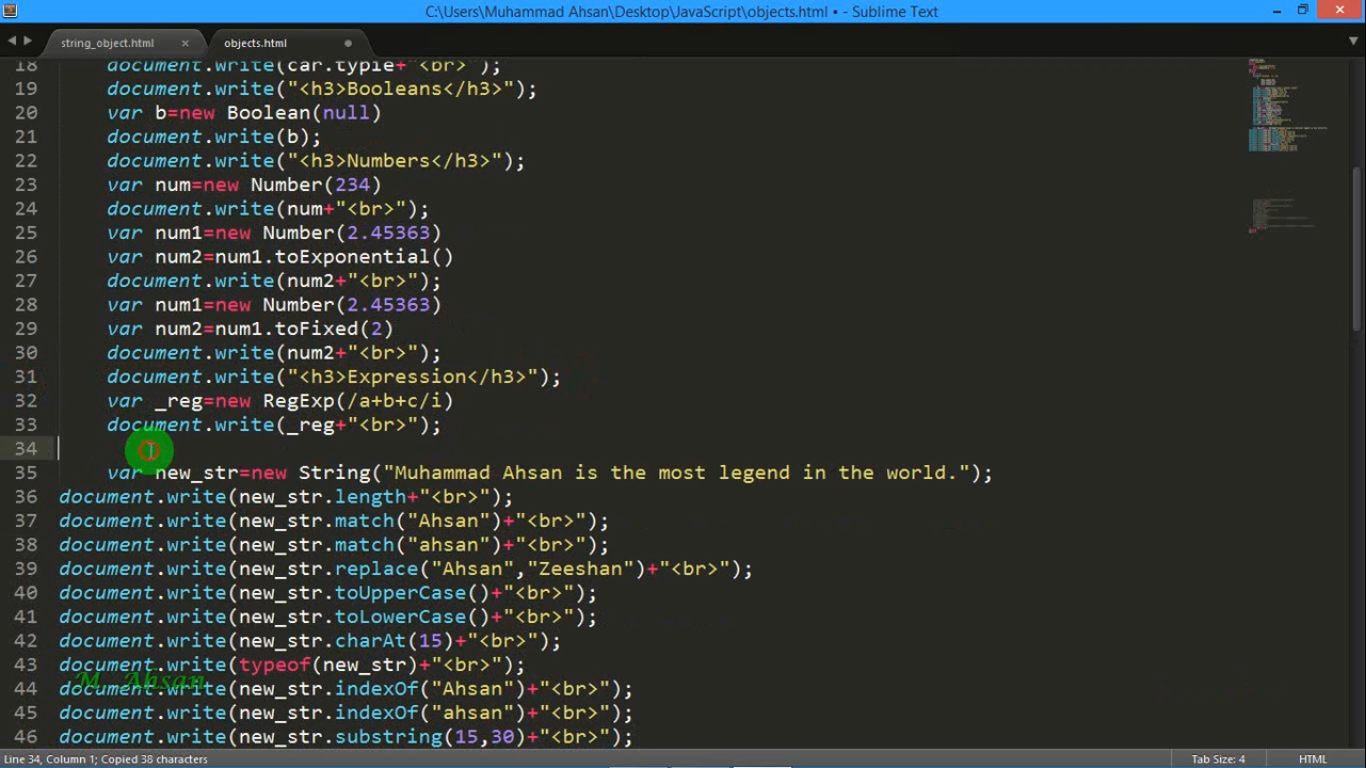 C:\Users\Muhammad Ahsan\Desktop\JavaScript\objects.html • - Sublime Text
string_object.html × objects.html
18 document.write(car.typie+"<br>");
19 document.write("<h3>Booleans</h3>");
20 var b=new Boolean(null)
21 document.write(b);
22 document.write("<h3>Numbers</h3>");
23 var num=new Number(234)
24 document.write(num+"<br>");
25 var num1=new Number(2.45363)
26 var num2=num1.toExponential()
27 document.write(num2+"<br>");
28 var num1=new Number(2.45363)
29 var num2=num1.toFixed(2)
30 document.write(num2+"<br>");
31 document.write("<h3>Expression</h3>");
32 var _reg=new RegExp(/a+b+c/i)
33 document.write(_reg+"<br>");
34
35 var new_str=new String("Muhammad Ahsan is the most legend in the world.");
36 document.write(new_str.length+"<br>");
37 document.write(new_str.match("Ahsan")+"<br>");
38 document.write(new_str.match("ahsan")+"<br>");
39 document.write(new_str.replace("Ahsan","Zeeshan")+"<br>");
40 document.write(new_str.toUpperCase()+"<br>");
41 document.write(new_str.toLowerCase()+"<br>");
42 document.write(new_str.charAt(15)+"<br>");
43 document.write(typeof(new_str)+"<br>");
M. Ahsan
44 document.write(new_str.indexOf("Ahsan")+"<br>");
45 document.write(new_str.indexOf("ahsan")+"<br>");
46 document.write(new_str.substring(15,30)+"<br>");
Line 34, Column 1; Copied 38 characters Tab Size: 4 HTML